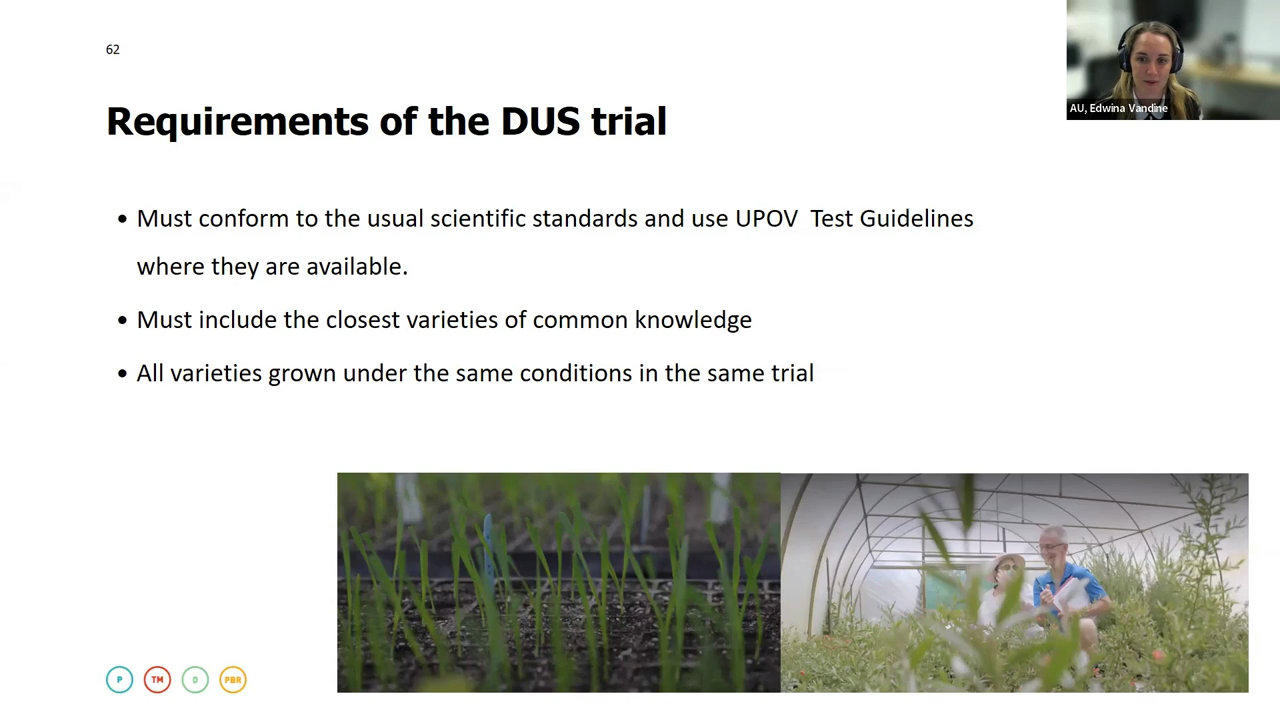 62
AU, Edwina Vandine
Requirements of the DUS trial
• Must conform to the usual scientific standards and use UPOV  Test Guidelines
where they are available.
• Must include the closest varieties of common knowledge
• All varieties grown under the same conditions in the same trial
P TM D PBR